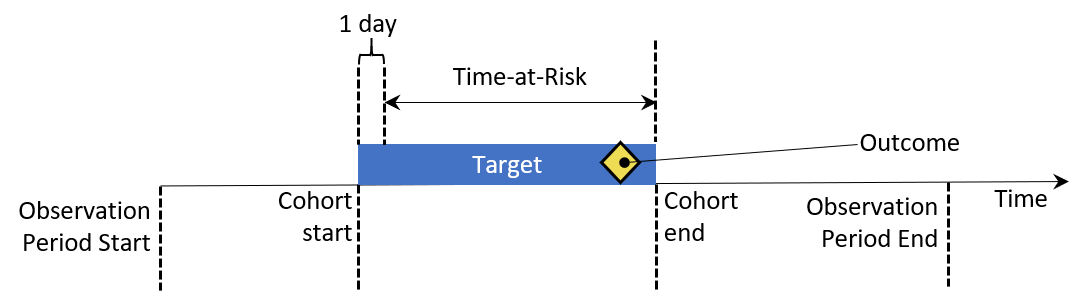 1 day
Time-at-Risk
Target
Outcome
Observation
Period Start
Cohort
start
Cohort
end
Observation
Period End
Time